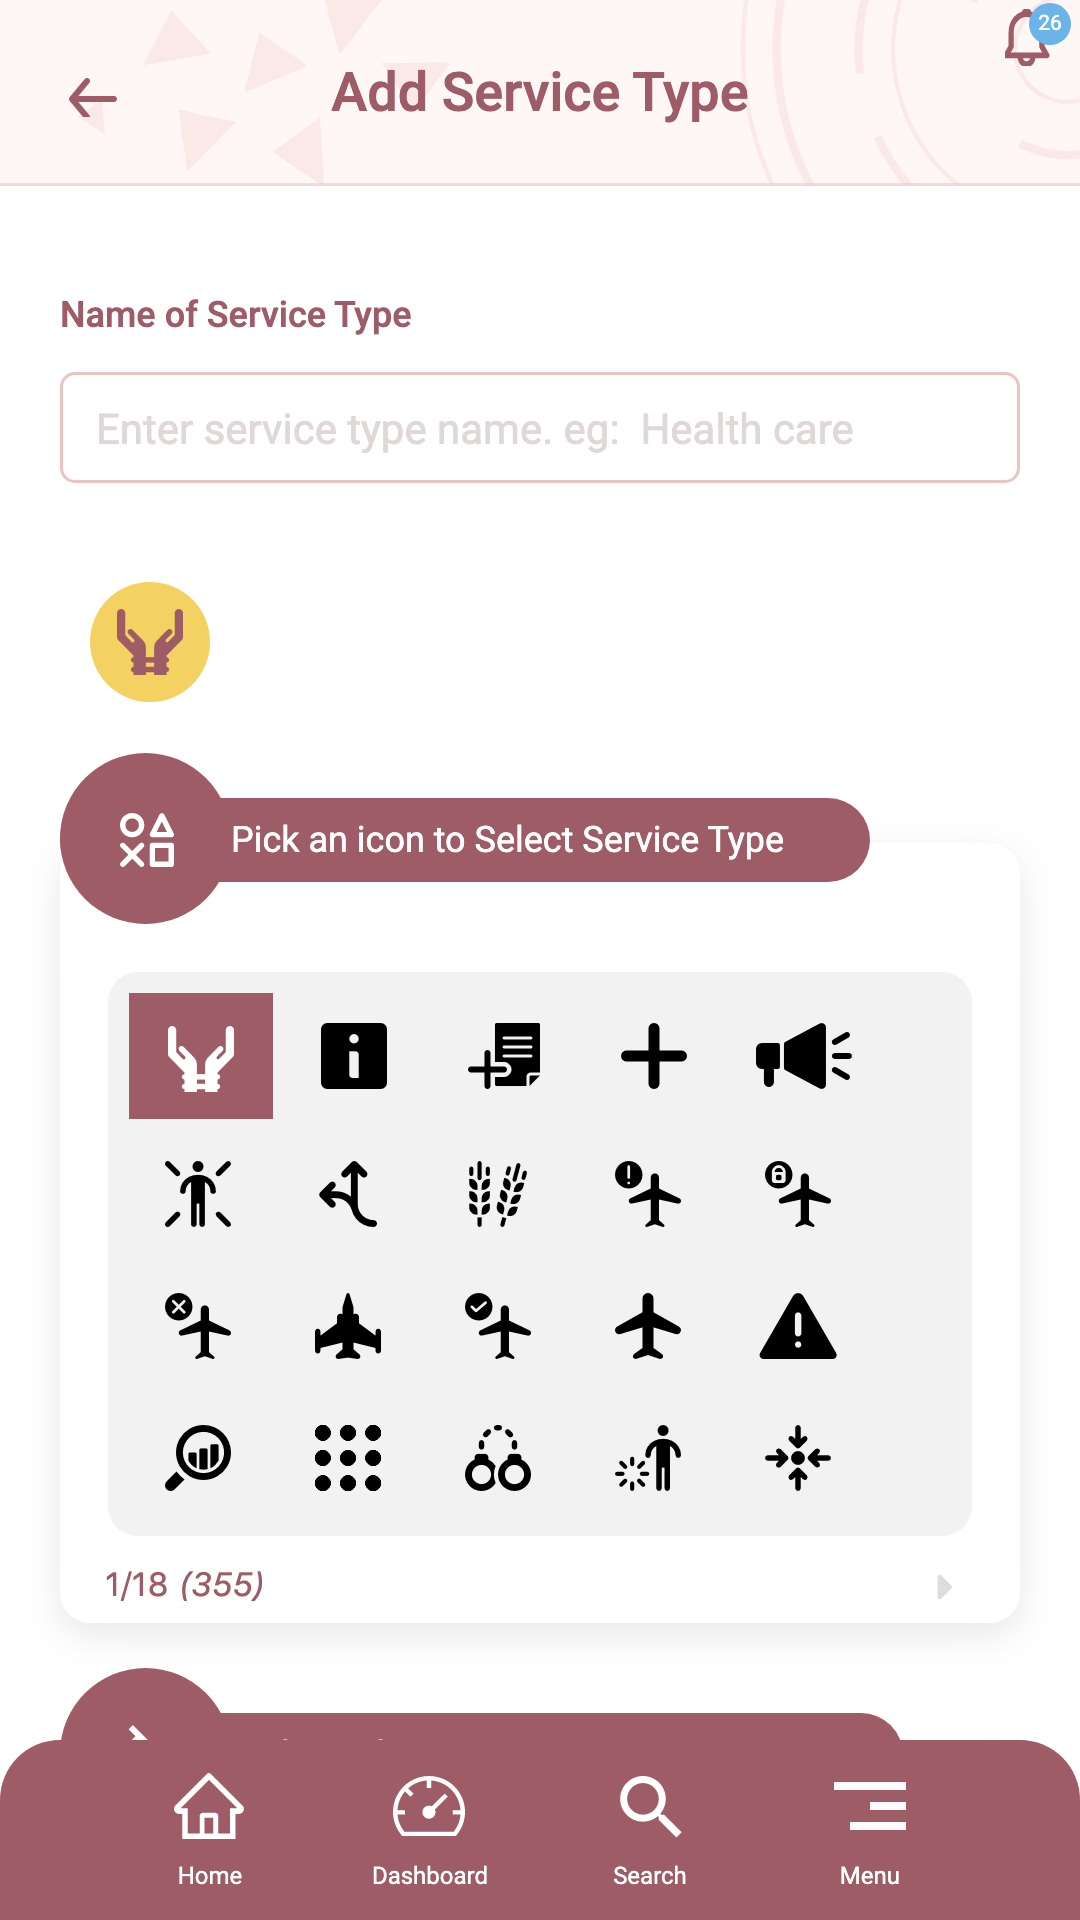 26
Add Service Type
Name of Service Type
Enter service type name. eg: Health care
Pick an icon to Select Service Type
1/18 (355)
Home
Dashboard
Search
Menu